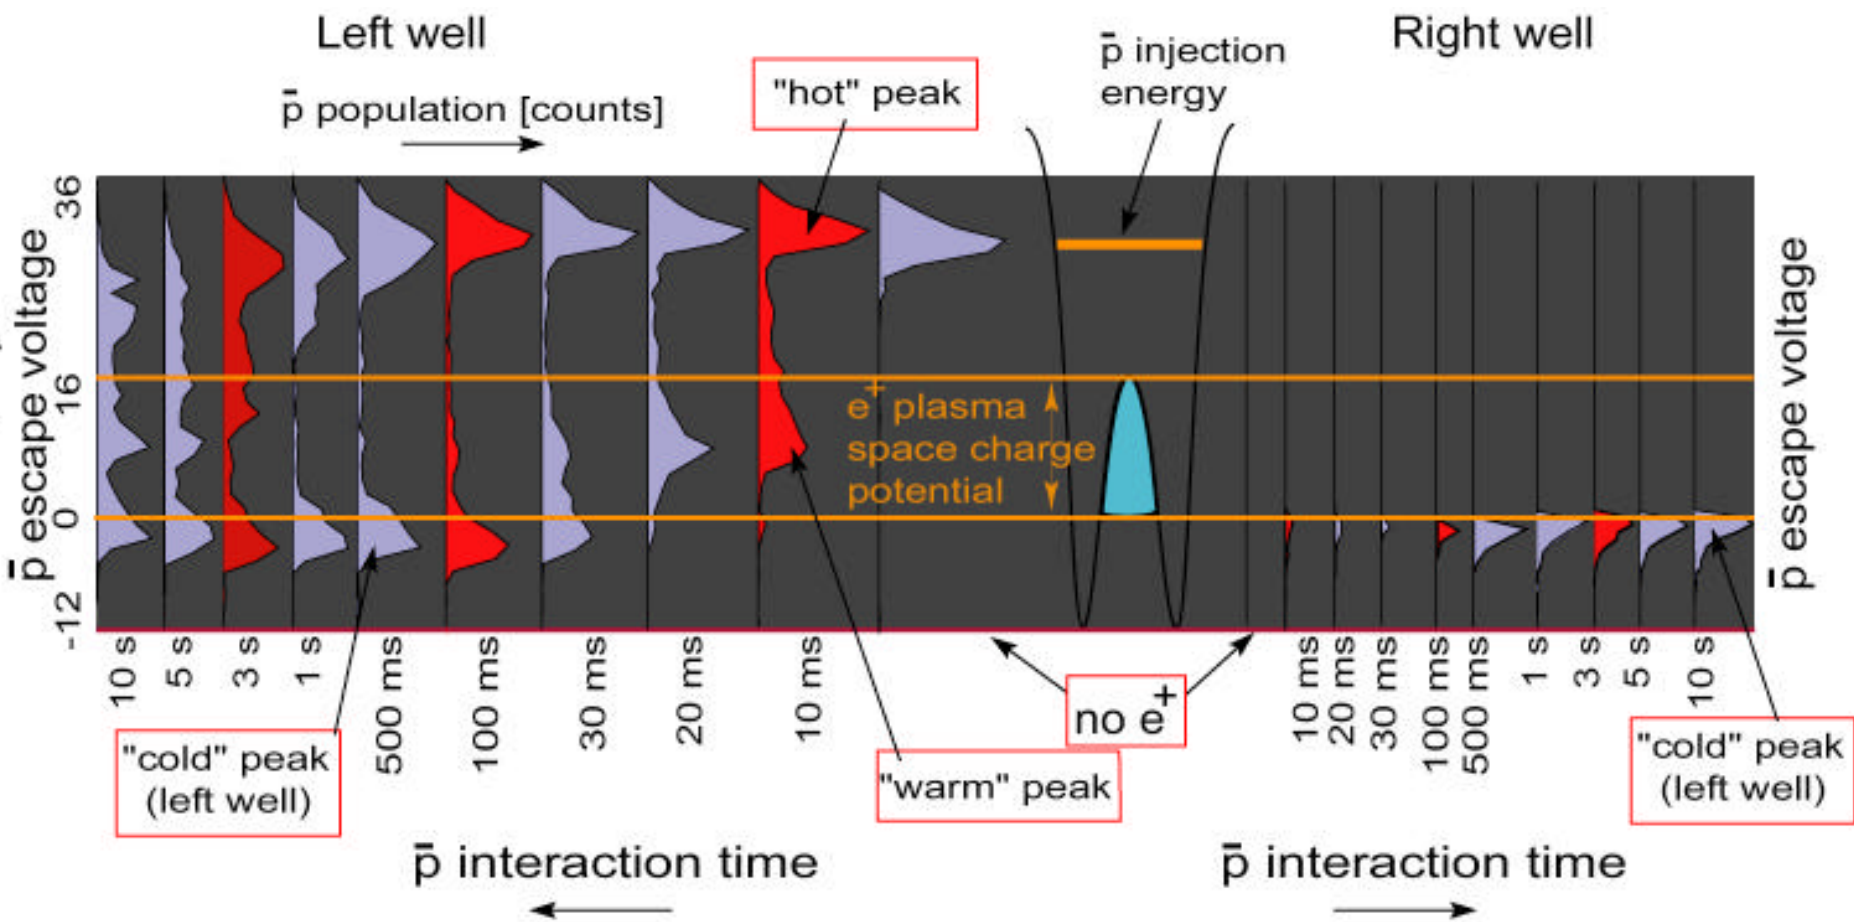 Left well
Right well
p̄ injection
energy
"hot" peak
p̄ population [counts]
p̄ escape voltage
36
16
0
-12
e⁺ plasma
space charge
potential
p̄ escape voltage
10 s
5 s
3 s
1 s
500 ms
100 ms
30 ms
20 ms
10 ms
10 ms
20 ms
30 ms
100 ms
500 ms
1 s
3 s
5 s
10 s
no e⁺
"cold" peak
(left well)
"warm" peak
"cold" peak
(left well)
p̄ interaction time
p̄ interaction time